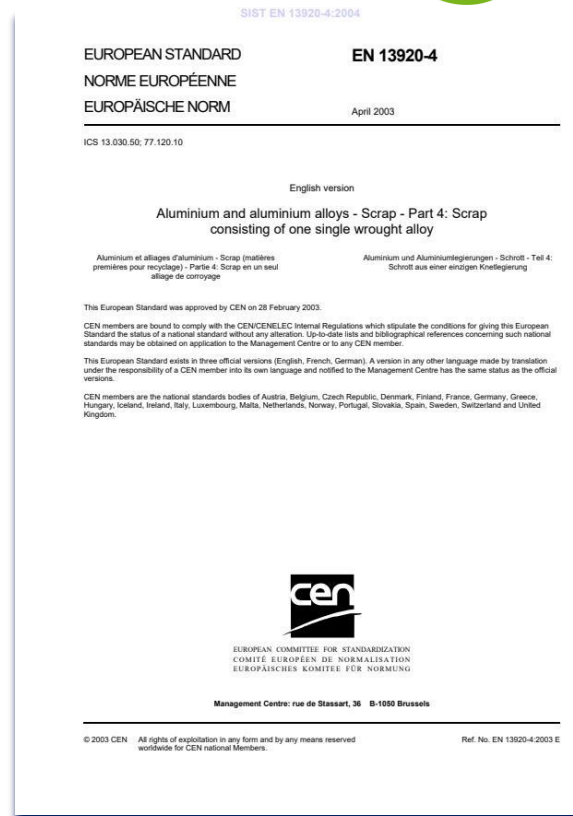 SIST EN 13920-4:2004
EUROPEAN STANDARD
NORME EUROPÉENNE
EUROPÄISCHE NORM
EN 13920-4
April 2003
ICS 13.030.50; 77.120.10
English version
Aluminium and aluminium alloys - Scrap - Part 4: Scrap
consisting of one single wrought alloy
Aluminium et alliages d'aluminium - Scrap (matières
premières pour recyclage) - Partie 4: Scrap en un seul
alliage de corroyage
Aluminium und Aluminiumlegierungen - Schrott - Teil 4:
Schrott aus einer einzigen Knetlegierung
This European Standard was approved by CEN on 28 February 2003.
CEN members are bound to comply with the CEN/CENELEC Internal Regulations which stipulate the conditions for giving this European
Standard the status of a national standard without any alteration. Up-to-date lists and bibliographical references concerning such national
standards may be obtained on application to the Management Centre or to any CEN member.
This European Standard exists in three official versions (English, French, German). A version in any other language made by translation
under the responsibility of a CEN member into its own language and notified to the Management Centre has the same status as the official
versions.
CEN members are the national standards bodies of Austria, Belgium, Czech Republic, Denmark, Finland, France, Germany, Greece,
Hungary, Iceland, Ireland, Italy, Luxembourg, Malta, Netherlands, Norway, Portugal, Slovakia, Spain, Sweden, Switzerland and United
Kingdom.
cen
EUROPEAN COMMITTEE FOR STANDARDIZATION
COMITÉ EUROPÉEN DE NORMALISATION
EUROPÄISCHES KOMITEE FÜR NORMUNG
Management Centre: rue de Stassart, 36 B-1050 Brussels
© 2003 CEN All rights of exploitation in any form and by any means reserved
worldwide for CEN national Members.
Ref. No. EN 13920-4:2003 E